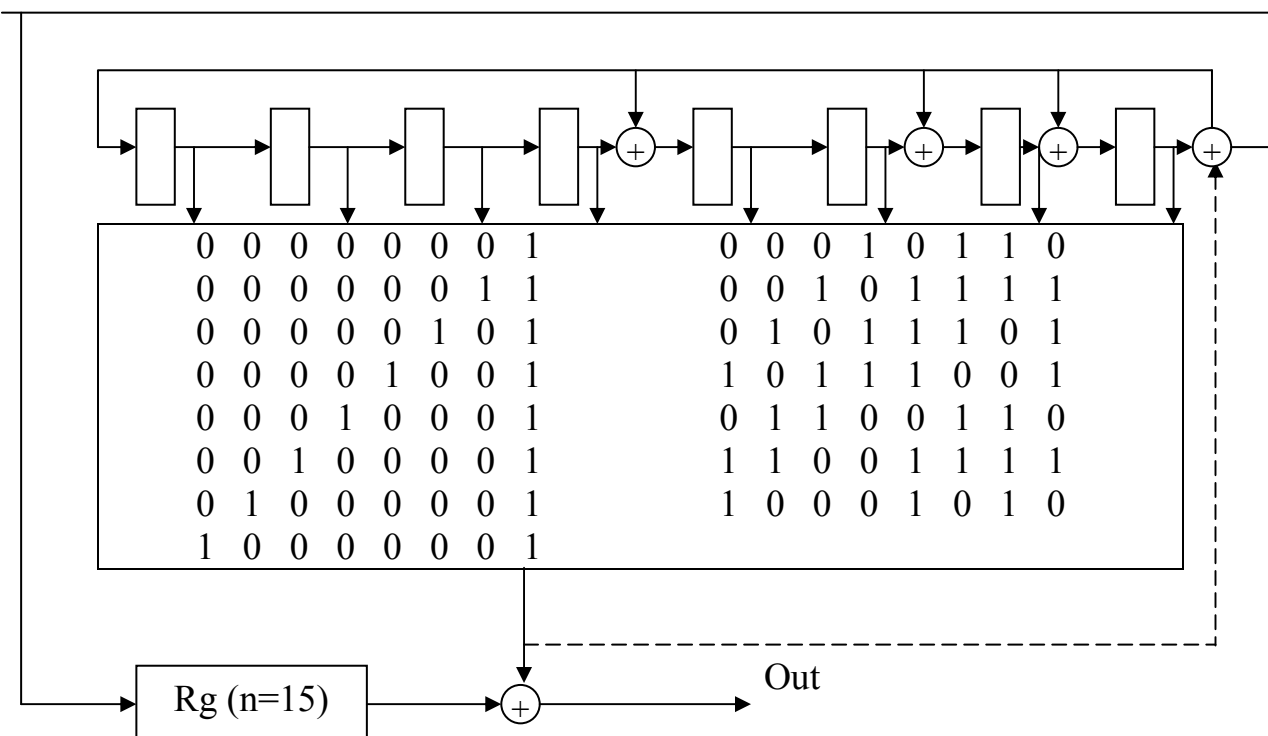 + + + +
0 0 0 0 0 0 0 1 0 0 0 1 0 1 1 0
0 0 0 0 0 0 1 1 0 0 1 0 1 1 1 1
0 0 0 0 0 1 0 1 0 1 0 1 1 1 0 1
0 0 0 0 1 0 0 1 1 0 1 1 1 0 0 1
0 0 0 1 0 0 0 1 0 1 1 0 0 1 1 0
0 0 1 0 0 0 0 1 1 1 0 0 1 1 1 1
0 1 0 0 0 0 0 1 1 0 0 0 1 0 1 0
1 0 0 0 0 0 0 1
Out
Rg (n=15) +